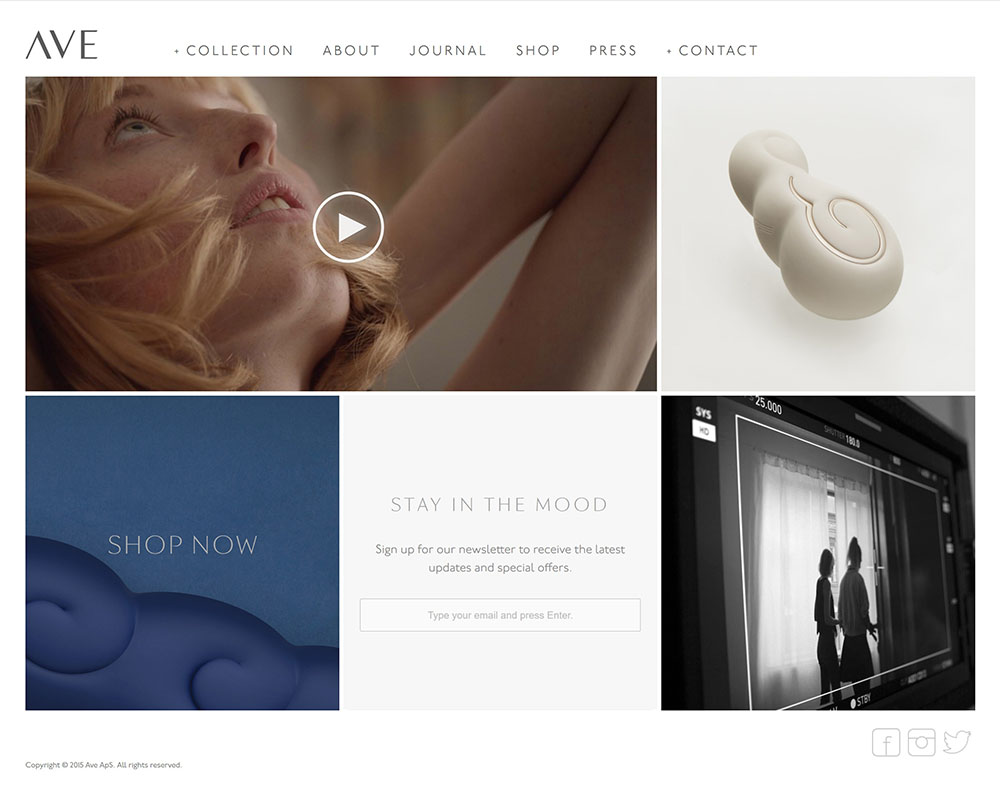 AVE
+ COLLECTION ABOUT JOURNAL SHOP PRESS + CONTACT
SHOP NOW
STAY IN THE MOOD
Sign up for our newsletter to receive the latest
updates and special offers.
Type your email and press Enter.
SYS
HD
25.000
SHUTTER 180.0
STBY
Copyright © 2015 Ave ApS. All rights reserved.